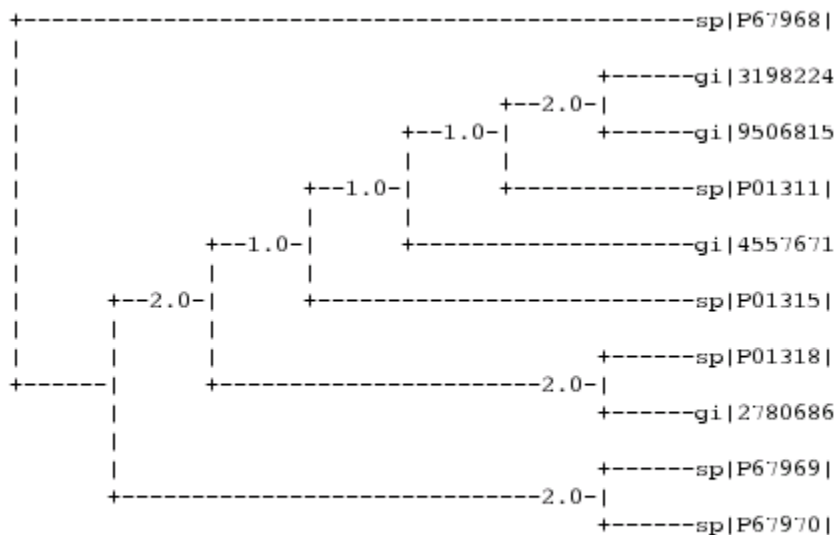 sp|P67968|
gi|3198224
2.0
gi|9506815
1.0
sp|P01311|
1.0
gi|4557671
1.0
sp|P01315|
2.0
sp|P01318|
2.0
gi|2780686
sp|P67969|
2.0
sp|P67970|